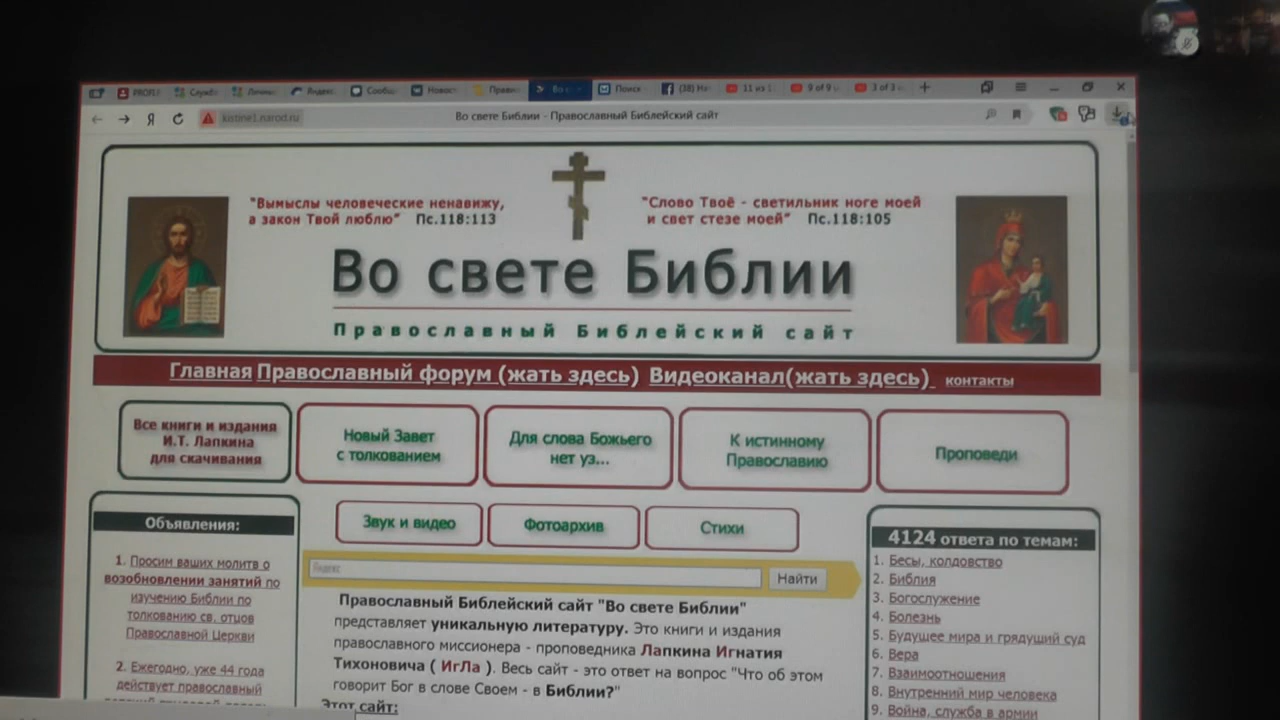 kistine1.narod.ru
Во свете Библии - Православный Библейский сайт
"Вымыслы человеческие ненавижу,
а закон Твой люблю" Пс.118:113
"Слово Твоё - светильник ноге моей
и свет стезе моей" Пс.118:105
Во свете Библии
Православный Библейский сайт
Главная Православный форум (жать здесь) Видеоканал(жать здесь) контакты
Все книги и издания
И.Т. Лапкина
для скачивания
Новый Завет
с толкованием
Для слова Божьего
нет уз...
К истинному
Православию
Проповеди
Звук и видео
Фотоархив
Стихи
Объявления:
1. Просим ваших молитв о
возобновлении занятий по
изучению Библии по
толкованию св. отцов
Православной Церкви
2. Ежегодно, уже 44 года
действует православный
Яндекс
Найти
Православный Библейский сайт "Во свете Библии"
представляет уникальную литературу. Это книги и издания
православного миссионера - проповедника Лапкина Игнатия
Тихоновича ( ИгЛа ). Весь сайт - это ответ на вопрос "Что об этом
говорит Бог в слове Своем - в Библии?"
Этот сайт:
4124 ответа по темам:
1. Бесы, колдовство
2. Библия
3. Богослужение
4. Болезнь
5. Будущее мира и грядущий суд
6. Вера
7. Взаимоотношения
8. Внутренний мир человека
9. Война, служба в армии